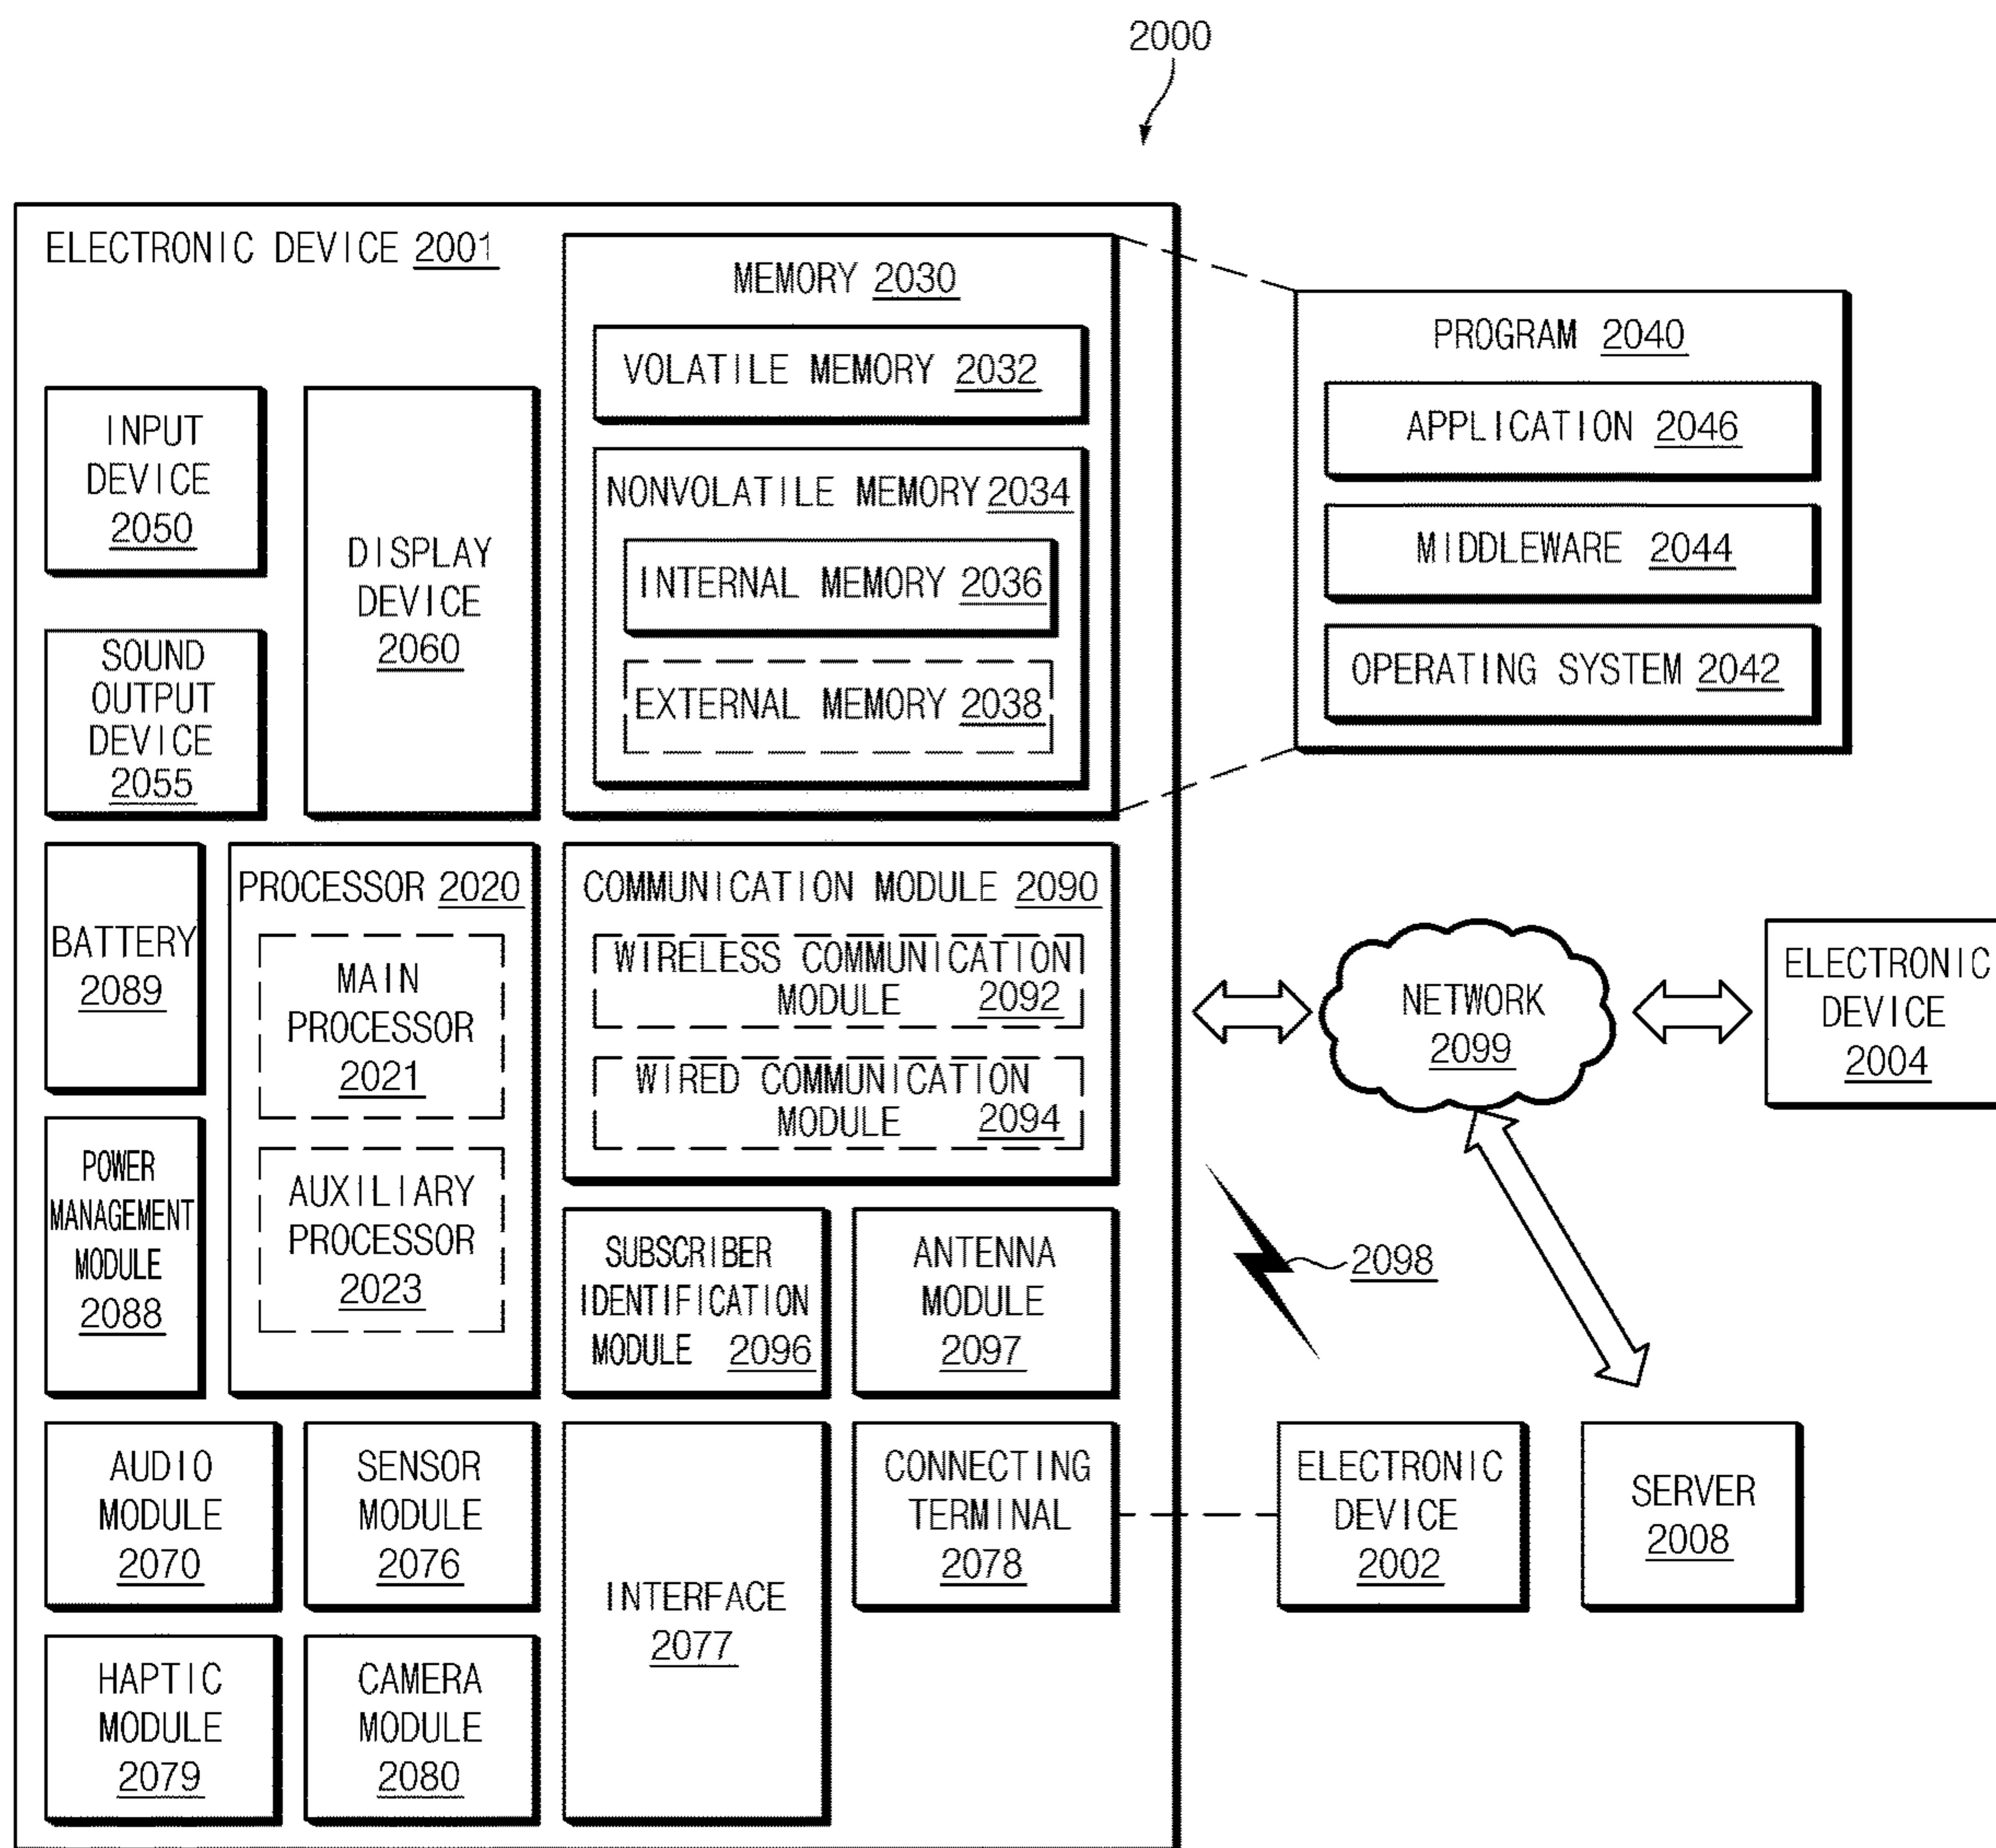 2000
ELECTRONIC DEVICE 2001
MEMORY 2030
VOLATILE MEMORY 2032
NONVOLATILE MEMORY 2034
INTERNAL MEMORY 2036
EXTERNAL MEMORY 2038
PROGRAM 2040
APPLICATION 2046
MIDDLEWARE 2044
OPERATING SYSTEM 2042
INPUT
DEVICE
2050
DISPLAY
DEVICE
2060
SOUND
OUTPUT
DEVICE
2055
BATTERY
2089
PROCESSOR 2020
MAIN
PROCESSOR
2021
AUXILIARY
PROCESSOR
2023
COMMUNICATION MODULE 2090
WIRELESS COMMUNICATION
MODULE 2092
WIRED COMMUNICATION
MODULE 2094
NETWORK
2099
ELECTRONIC
DEVICE
2004
POWER
MANAGEMENT
MODULE
2088
SUBSCRIBER
IDENTIFICATION
MODULE 2096
ANTENNA
MODULE
2097
2098
AUDIO
MODULE
2070
SENSOR
MODULE
2076
INTERFACE
2077
CONNECTING
TERMINAL
2078
ELECTRONIC
DEVICE
2002
SERVER
2008
HAPTIC
MODULE
2079
CAMERA
MODULE
2080